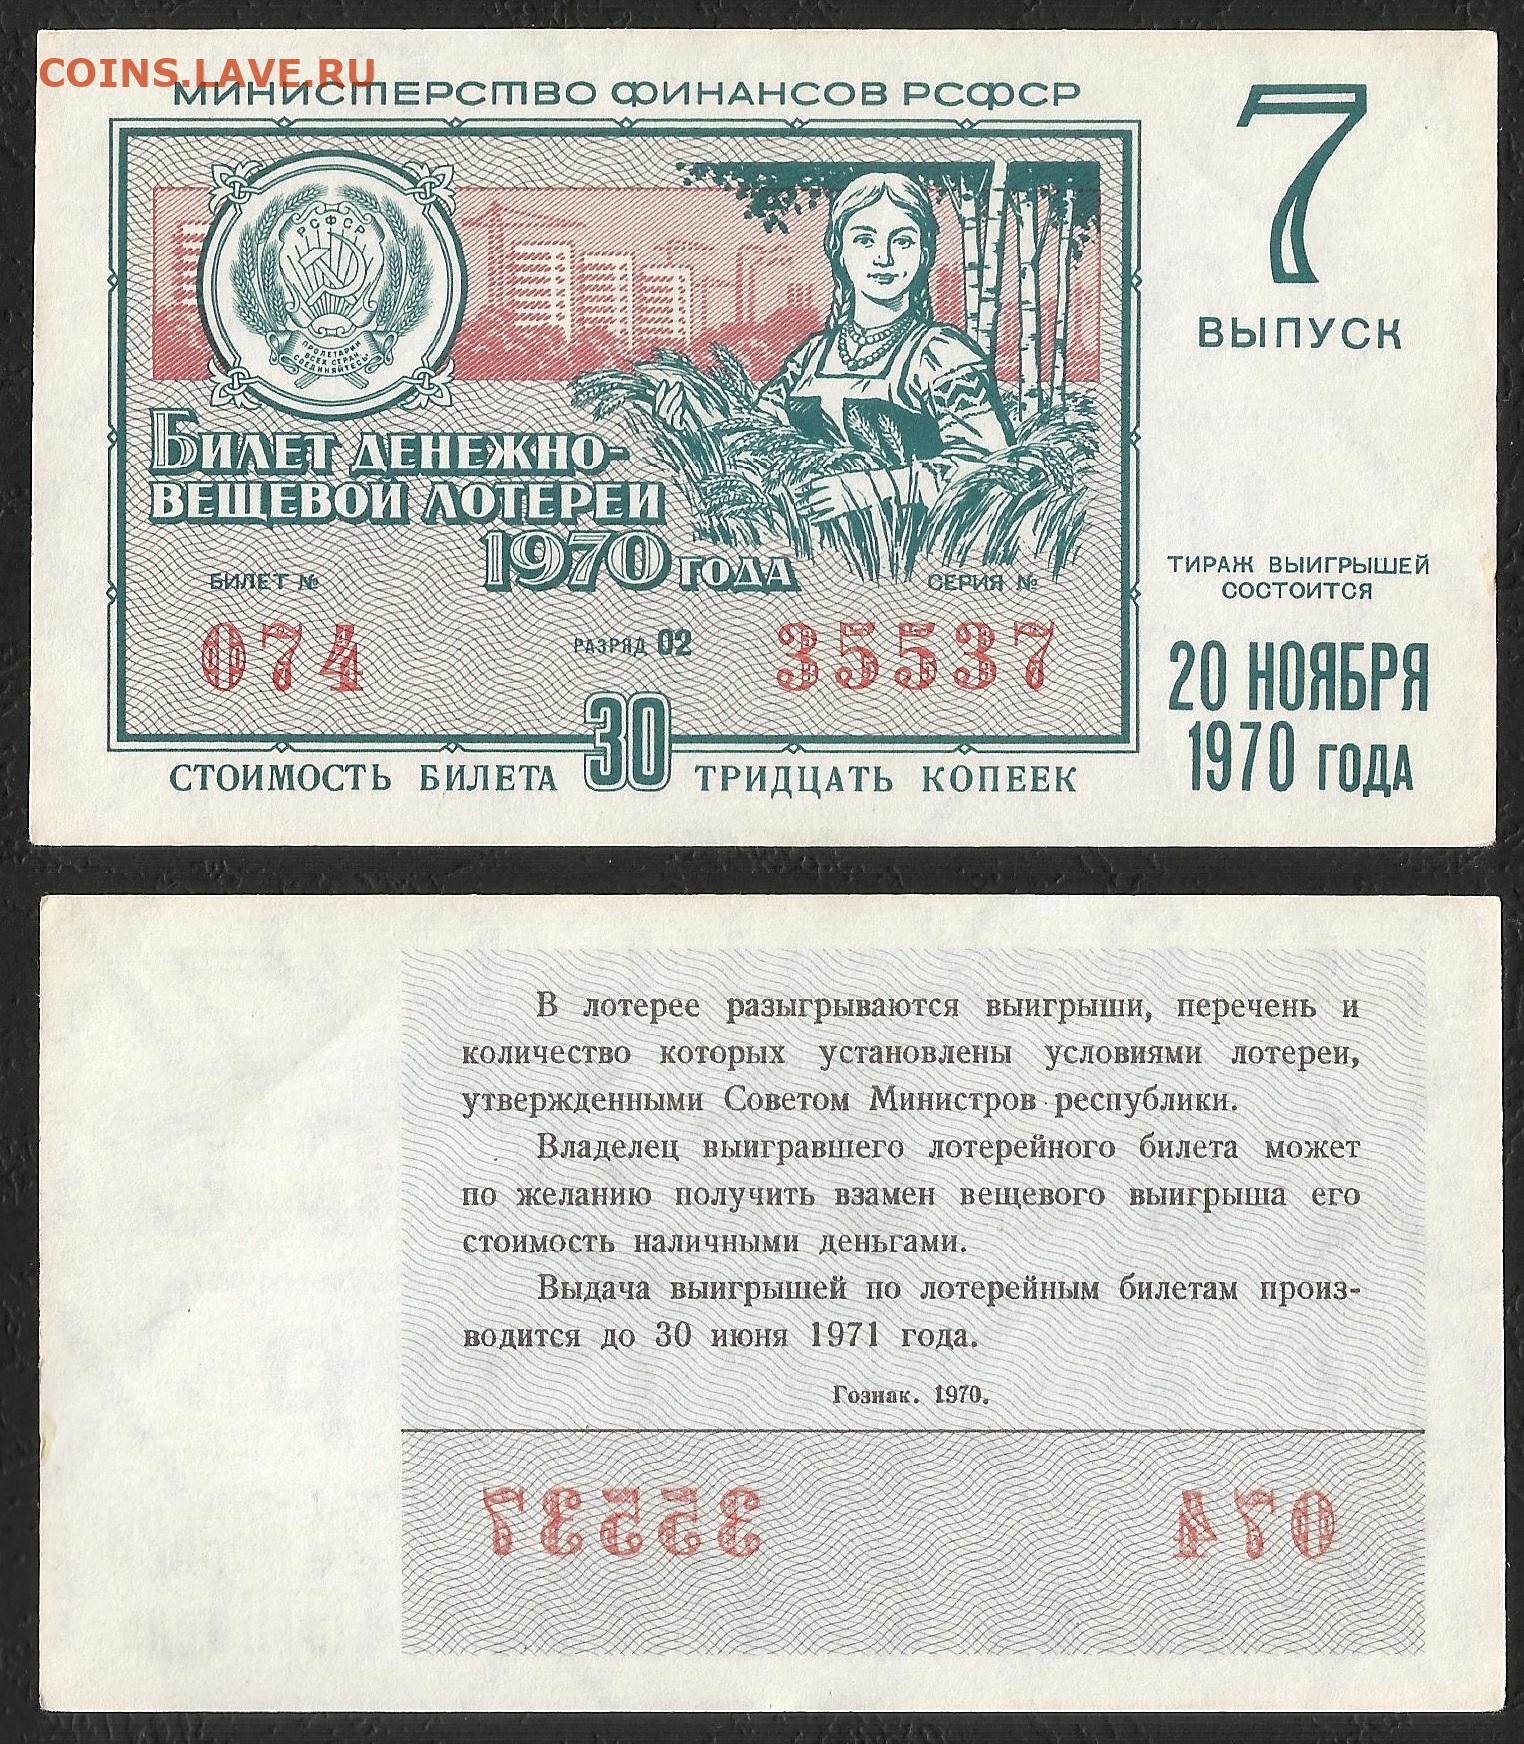 COINS.LAVE.RU
МИНИСТЕРСТВО ФИНАНСОВ РСФСР
7
ВЫПУСК
РСФСР
ПРОЛЕТАРИИ
ВСЕХ СТРАН
СОЕДИНЯЙТЕСЬ
БИЛЕТ ДЕНЕЖНО-
ВЕЩЕВОЙ ЛОТЕРЕИ
1970 ГОДА
БИЛЕТ №
СЕРИЯ №
074
РАЗРЯД 02
35537
ТИРАЖ ВЫИГРЫШЕЙ
СОСТОИТСЯ
20 НОЯБРЯ
1970 ГОДА
СТОИМОСТЬ БИЛЕТА 30 ТРИДЦАТЬ КОПЕЕК
В лотерее разыгрываются выигрыши, перечень и
количество которых установлены условиями лотереи,
утвержденными Советом Министров республики.
Владелец выигравшего лотерейного билета может
по желанию получить взамен вещевого выигрыша его
стоимость наличными деньгами.
Выдача выигрышей по лотерейным билетам произ-
водится до 30 июня 1971 года.
Гознак. 1970.
35537
074